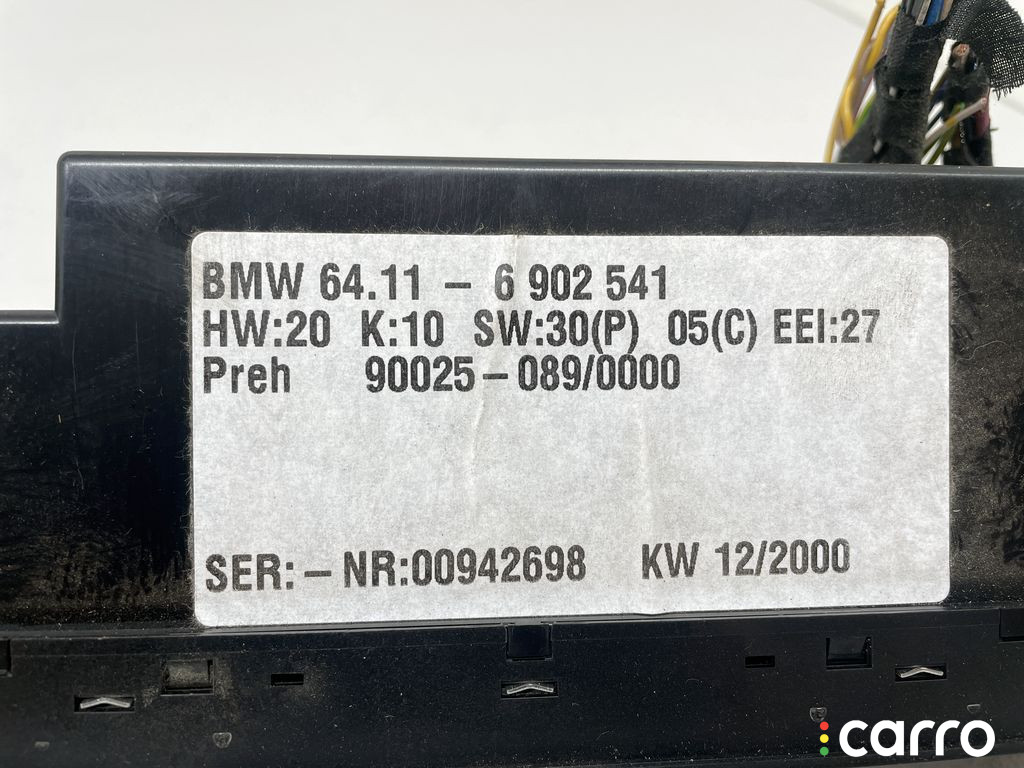 BMW 64.11 – 6 902 541
HW:20 K:10 SW:30(P) 05(C) EEI:27
Preh 90025–089/0000
SER:–NR:00942698 KW 12/2000
carro